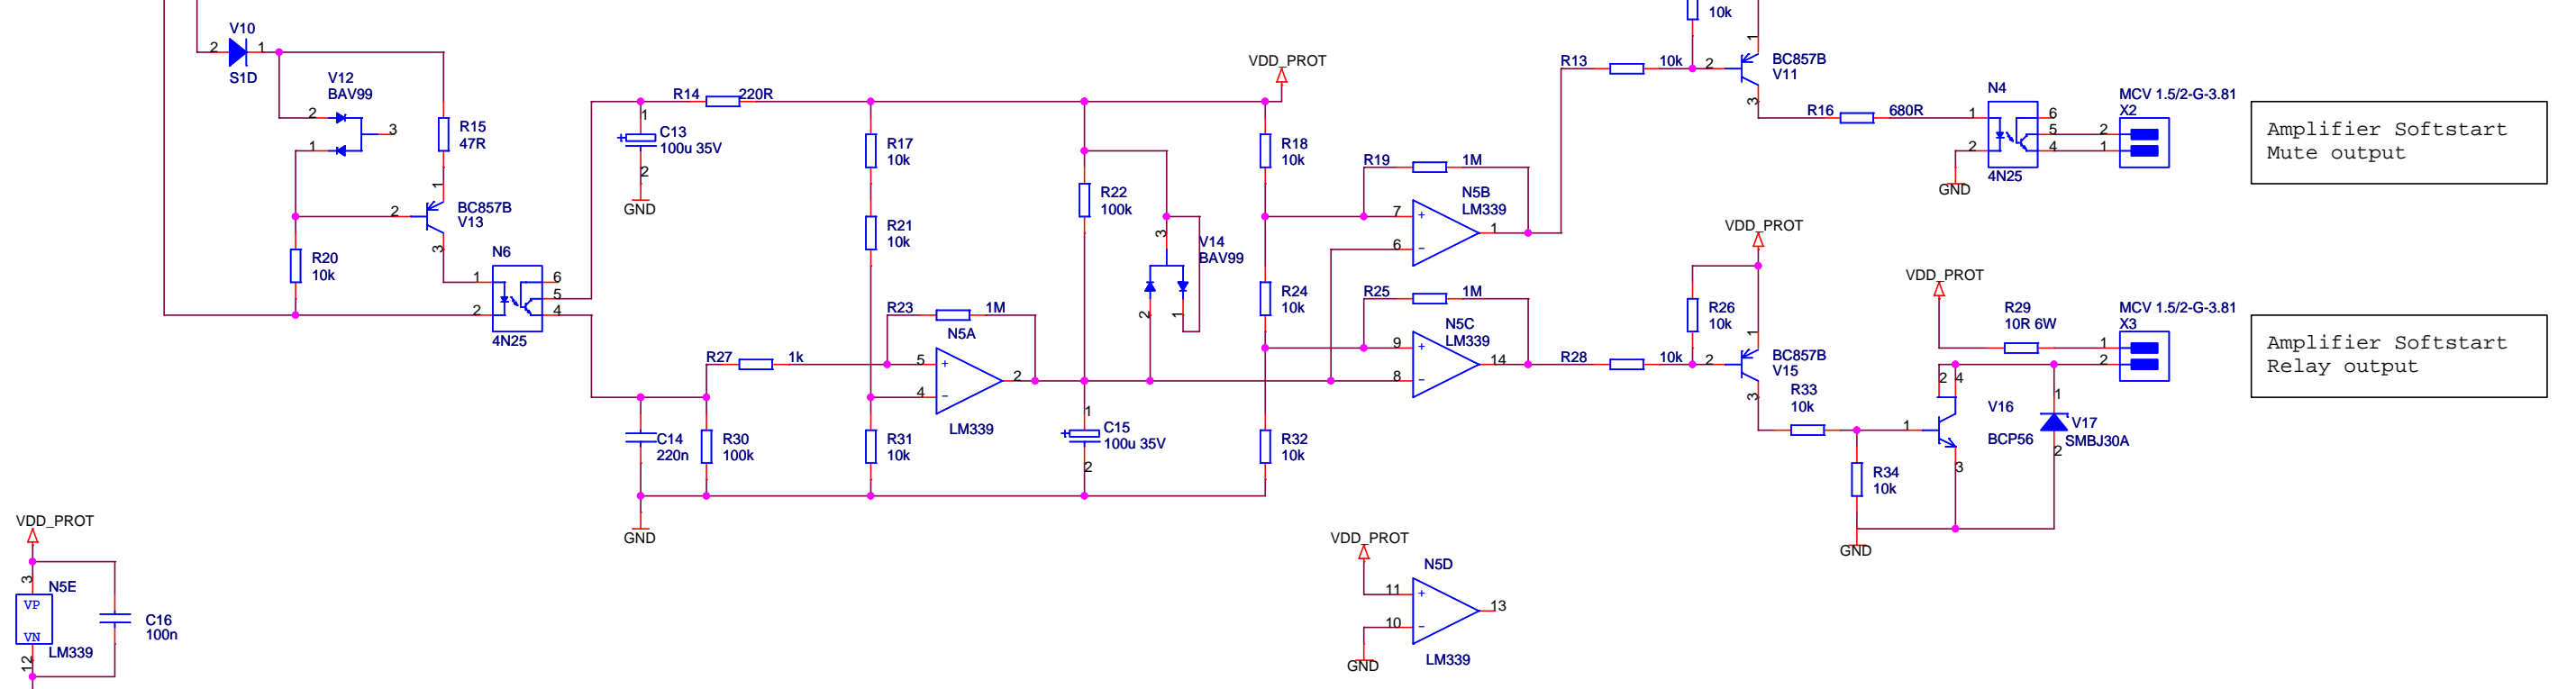 10k
V10
2
1
S1D
V12
BAV99
2
3
1
R15
47R
1
2
BC857B
V13
3
R20
10k
N6
1
2
6
5
4
4N25
R14
220R
1
C13
100u 35V
2
GND
R17
10k
R21
10k
R23
1M
N5A
R27
1k
5
+
4
-
2
LM339
C14
220n
R30
100k
R31
10k
GND
R22
100k
3
V14
BAV99
2
1
1
C15
100u 35V
2
VDD_PROT
R18
10k
R24
10k
R32
10k
R19
1M
N5B
LM339
7
+
6
-
1
R25
1M
N5C
LM339
9
+
8
-
14
R13
10k
1
2
BC857B
V11
3
R16
680R
N4
1
2
6
5
4
4N25
GND
MCV 1.5/2-G-3.81
X2
2
1
Amplifier Softstart
Mute output
VDD_PROT
R26
10k
R28
10k
1
2
BC857B
V15
3
R33
10k
R34
10k
GND
VDD_PROT
R29
10R 6W
MCV 1.5/2-G-3.81
X3
1
2
2
4
1
V16
BCP56
3
1
V17
SMBJ30A
2
Amplifier Softstart
Relay output
VDD_PROT
3
N5E
VP
VN
LM339
12
C16
100n
VDD_PROT
N5D
11
+
10
-
13
GND
LM339